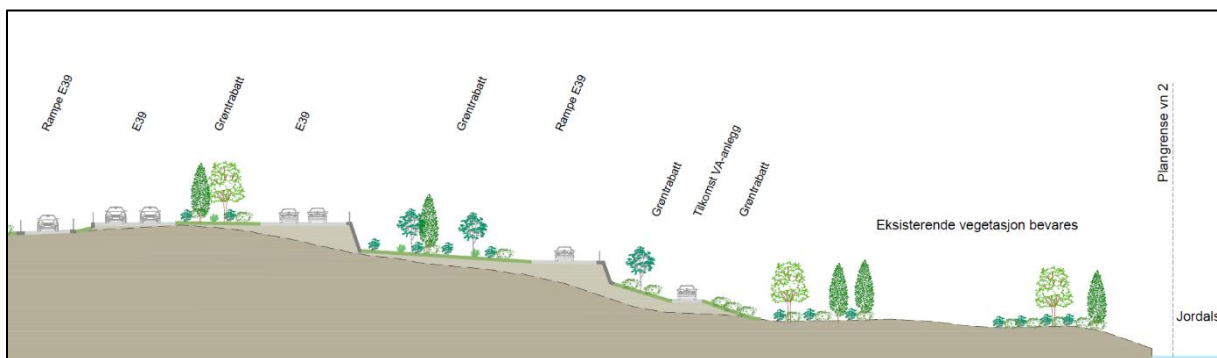 Rampe E39
E39
Grøntrabatt
E39
Grøntrabatt
Rampe E39
Grøntrabatt
Tilkomst VA-anlegg
Grøntrabatt
Eksisterende vegetasjon bevares
Plangrense vn 2
Jordals